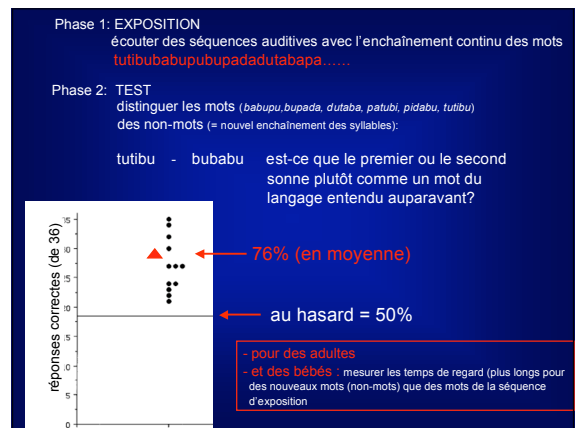 Phase 1: EXPOSITION
écouter des séquences auditives avec l'enchaînement continu des mots
tutibubabupubupadadutabapa……
Phase 2: TEST
distinguer les mots (babupu,bupada, dutaba, patubi, pidabu, tutibu)
des non-mots (= nouvel enchaînement des syllabes):
tutibu - bubabu est-ce que le premier ou le second
sonne plutôt comme un mot du
langage entendu auparavant?
réponses correctes (de 36)
5
0
76% (en moyenne)
au hasard = 50%
- pour des adultes
- et des bébés : mesurer les temps de regard (plus longs pour
des nouveaux mots (non-mots) que des mots de la séquence
d'exposition